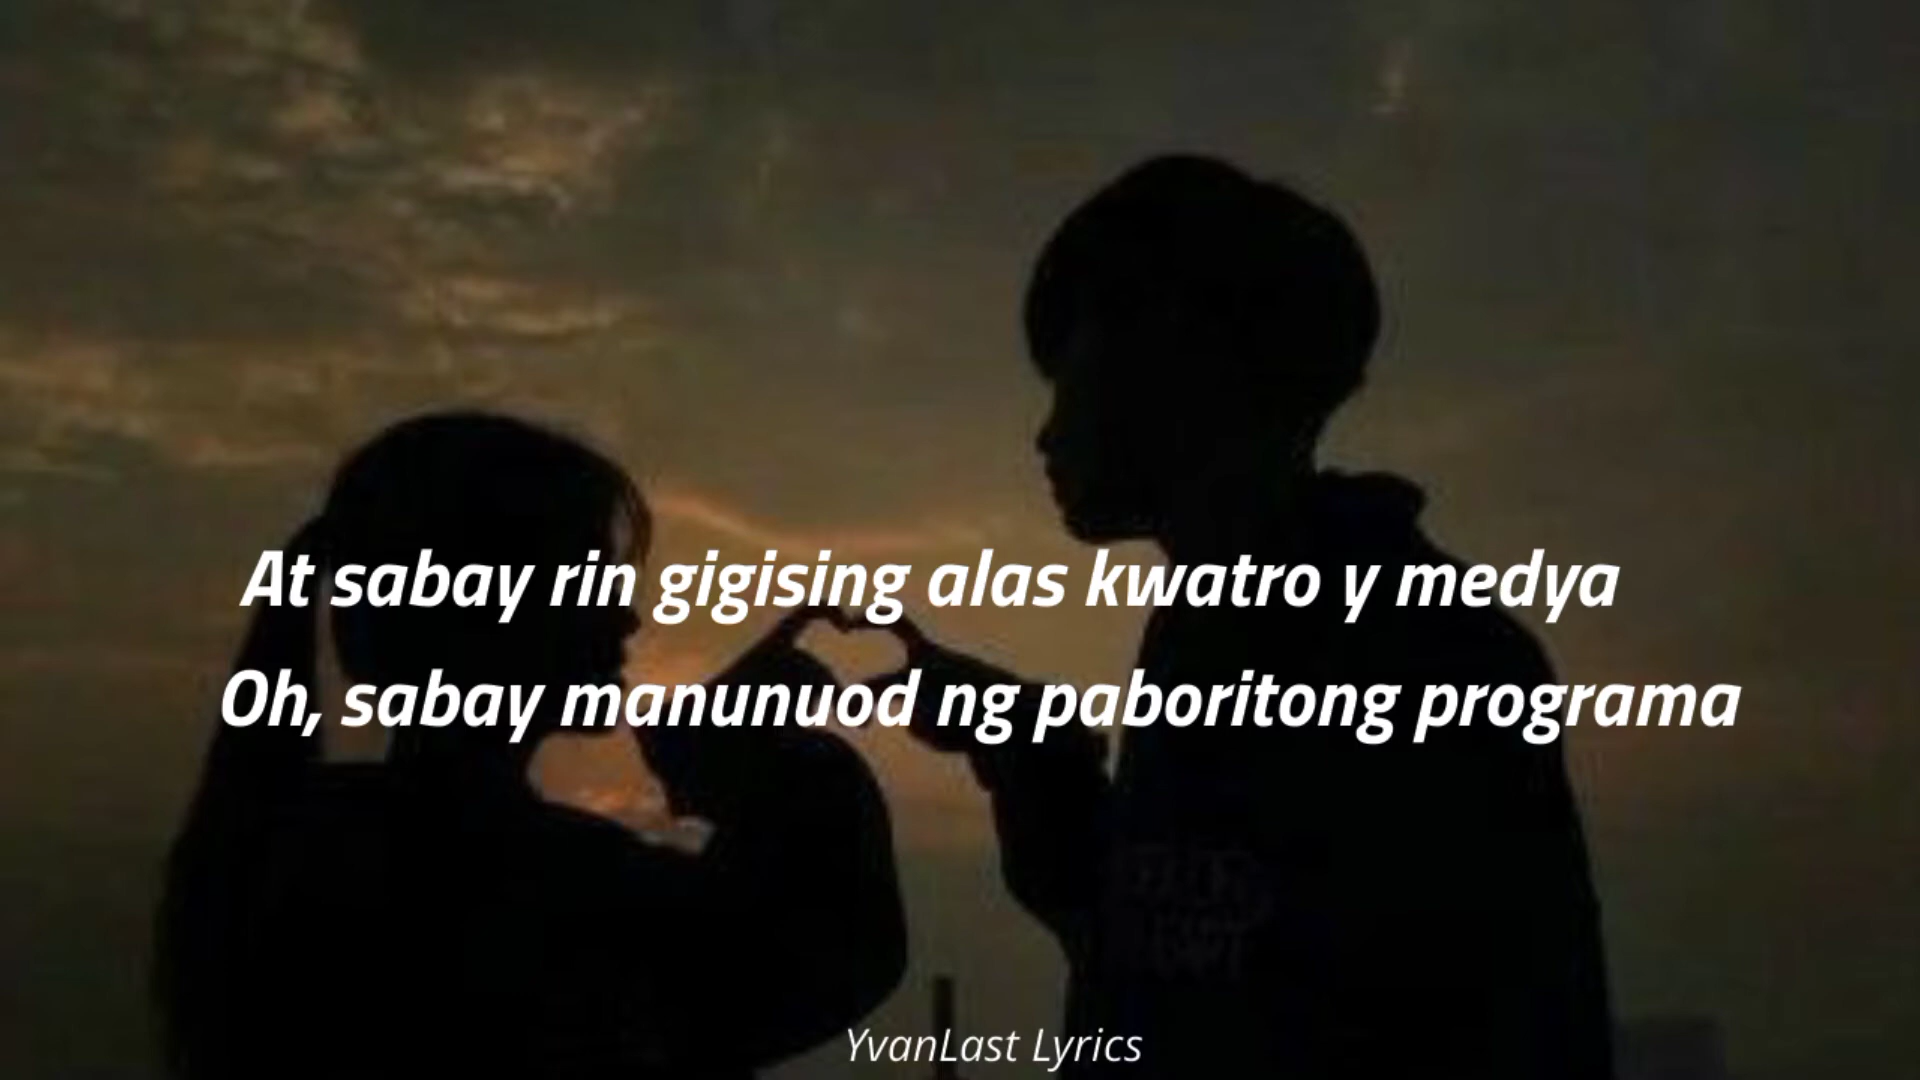 At sabay rin gigising alas kwatro y medya
Oh, sabay manunuod ng paboritong programa
YvanLast Lyrics